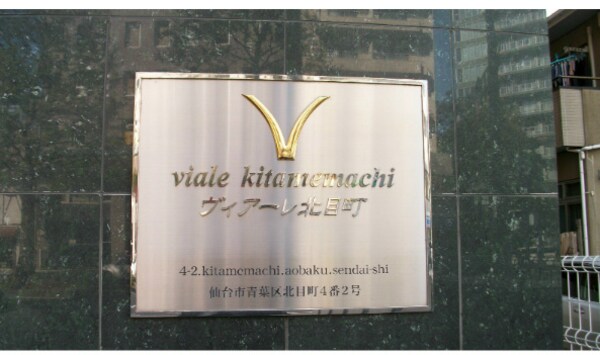 viale kitamemachi
ヴィアーレ北目町
4-2.kitamemachi.aobaku.sendai-shi
仙台市青葉区北目町4番2号